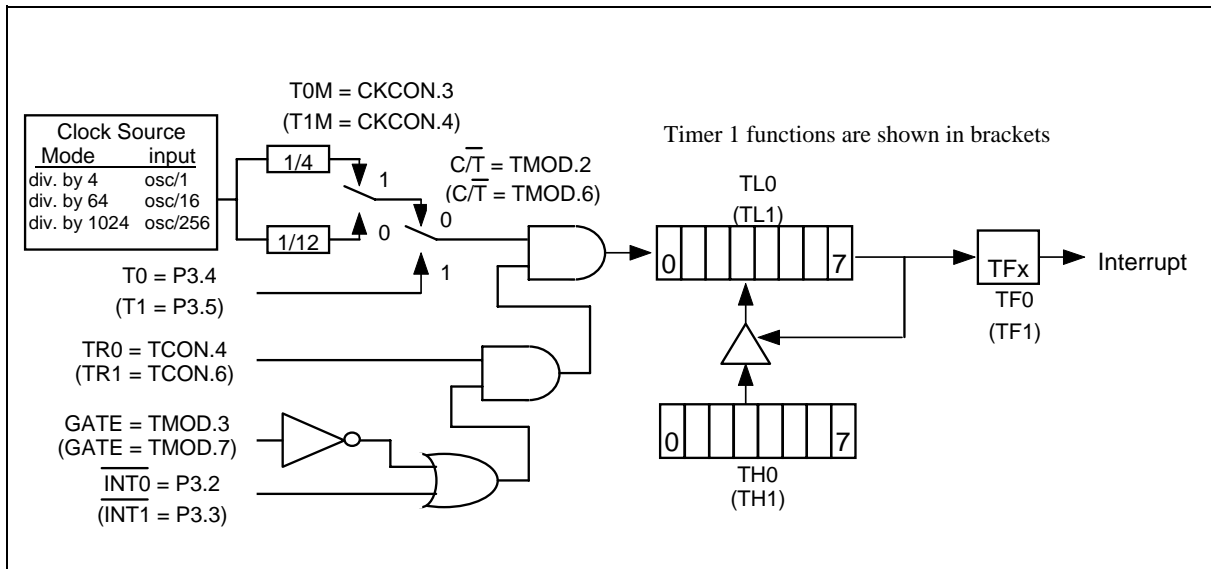 T0M = CKCON.3
(T1M = CKCON.4)
Timer 1 functions are shown in brackets
Clock Source
Mode input
div. by 4 osc/1
div. by 64 osc/16
div. by 1024 osc/256
1/4
1
1/12
0
C/T̅ = TMOD.2
(C/T̅ = TMOD.6)
0
1
T0 = P3.4
(T1 = P3.5)
TL0
(TL1)
0 7
TFx
Interrupt
TF0
(TF1)
TR0 = TCON.4
(TR1 = TCON.6)
GATE = TMOD.3
(GATE = TMOD.7)
I̅N̅T̅0̅ = P3.2
(I̅N̅T̅1̅ = P3.3)
0 7
TH0
(TH1)